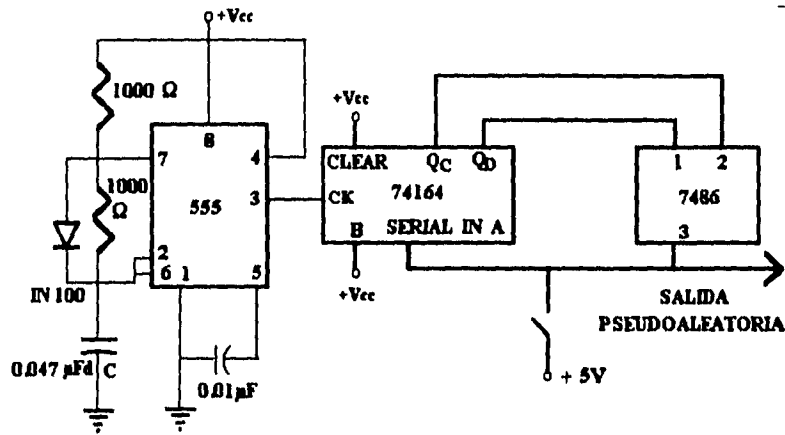 +Vcc
1000 Ω
8
7
4
+Vcc
CLEAR
QC
QD
1
2
1000
Ω
555
3
CK
74164
7486
2
6
1
5
B
SERIAL IN A
3
IN 100
+Vcc
SALIDA
PSEUDOALEATORIA
0.047 µFd
C
0.01µF
+ 5V